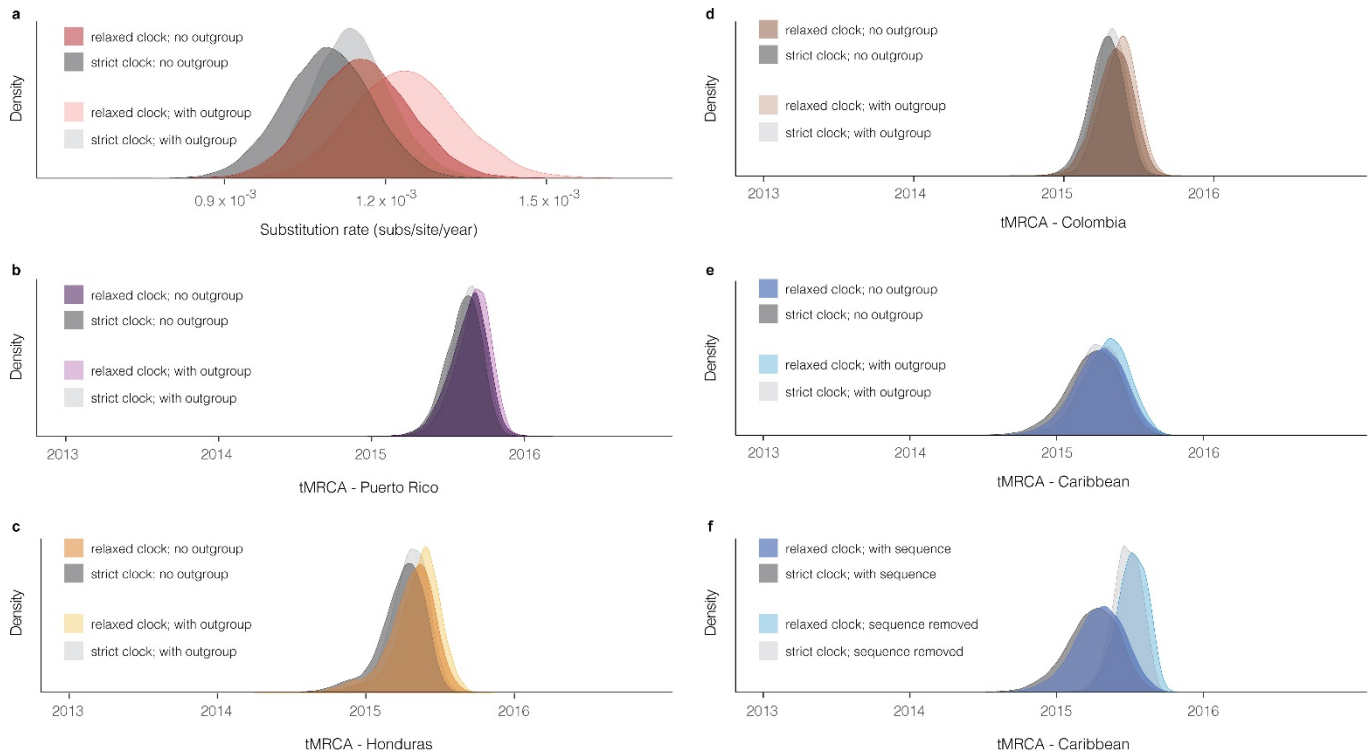 a
relaxed clock; no outgroup
strict clock; no outgroup
relaxed clock; with outgroup
strict clock; with outgroup
Density
0.9 x 10-3
1.2 x 10-3
1.5 x 10-3
Substitution rate (subs/site/year)
b
relaxed clock; no outgroup
strict clock; no outgroup
relaxed clock; with outgroup
strict clock; with outgroup
Density
2013
2014
2015
2016
tMRCA - Puerto Rico
c
relaxed clock; no outgroup
strict clock; no outgroup
relaxed clock; with outgroup
strict clock; with outgroup
Density
2013
2014
2015
2016
tMRCA - Honduras
d
relaxed clock; no outgroup
strict clock; no outgroup
relaxed clock; with outgroup
strict clock; with outgroup
Density
2013
2014
2015
2016
tMRCA - Colombia
e
relaxed clock; no outgroup
strict clock; no outgroup
relaxed clock; with outgroup
strict clock; with outgroup
Density
2013
2014
2015
2016
tMRCA - Caribbean
f
relaxed clock; with sequence
strict clock; with sequence
relaxed clock; sequence removed
strict clock; sequence removed
Density
2013
2014
2015
2016
tMRCA - Caribbean